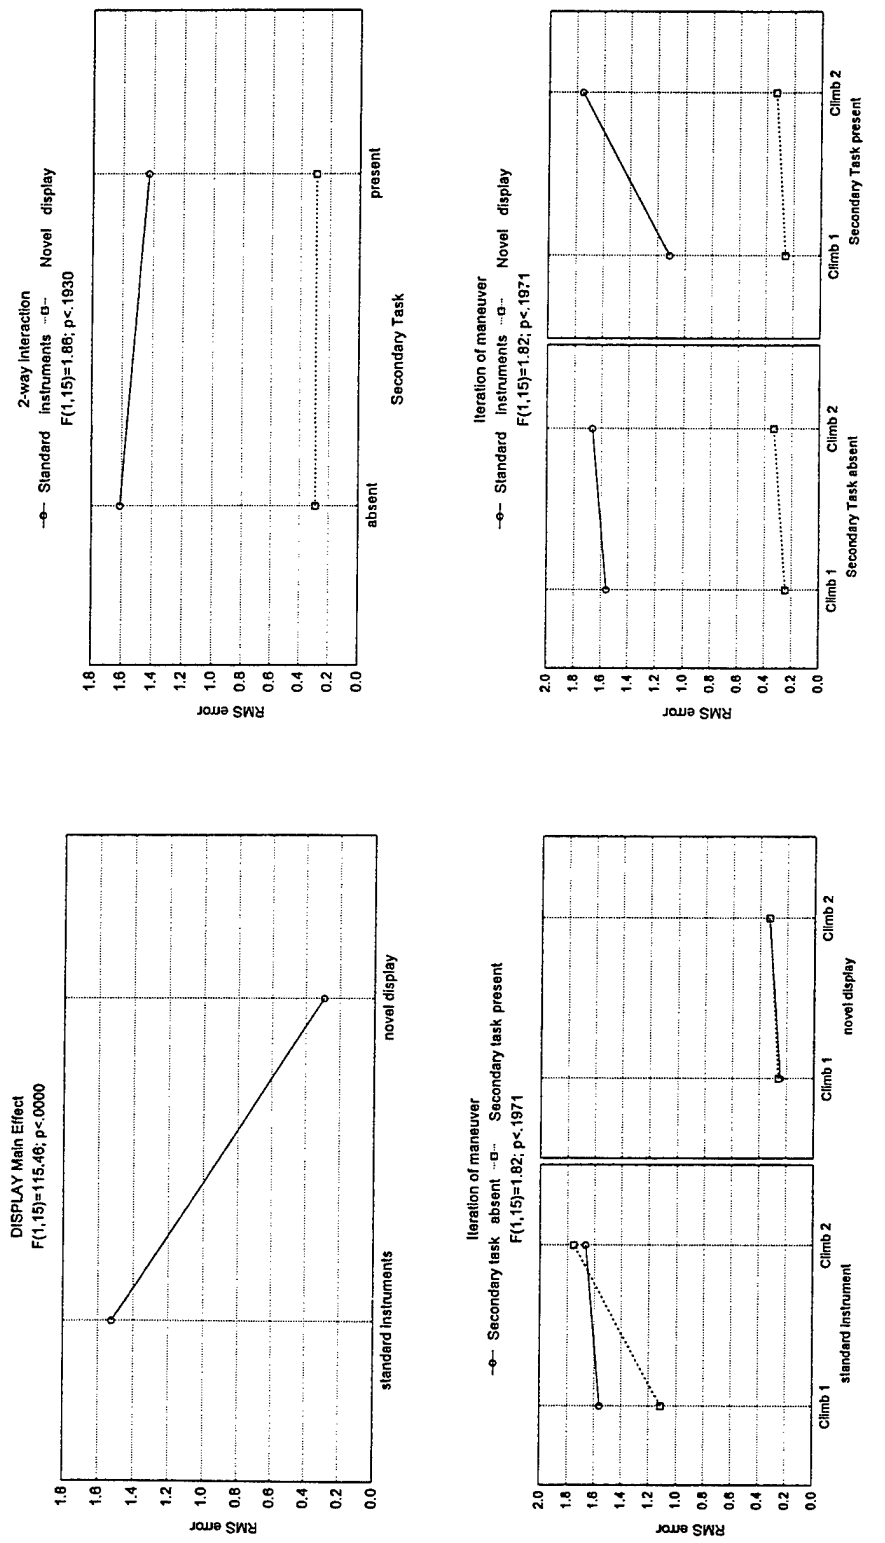 DISPLAY Main Effect
F(1,15)=115.46; p<.0000
RMS error
1.8
1.6
1.4
1.2
1.0
0.8
0.6
0.4
0.2
0.0
standard instruments
novel display
2-way interaction
Standard instruments Novel display
F(1,15)=1.86; p<.1930
RMS error
1.8
1.6
1.4
1.2
1.0
0.8
0.6
0.4
0.2
0.0
absent
present
Secondary Task
Iteration of maneuver
Secondary task absent Secondary task present
F(1,15)=1.82; p<.1971
RMS error
2.0
1.8
1.6
1.4
1.2
1.0
0.8
0.6
0.4
0.2
0.0
Climb 1 Climb 2
standard instrument
Climb 1 Climb 2
novel display
Iteration of maneuver
Standard instruments Novel display
F(1,15)=1.82; p<.1971
RMS error
2.0
1.8
1.6
1.4
1.2
1.0
0.8
0.6
0.4
0.2
0.0
Climb 1 Climb 2
Secondary Task absent
Climb 1 Climb 2
Secondary Task present